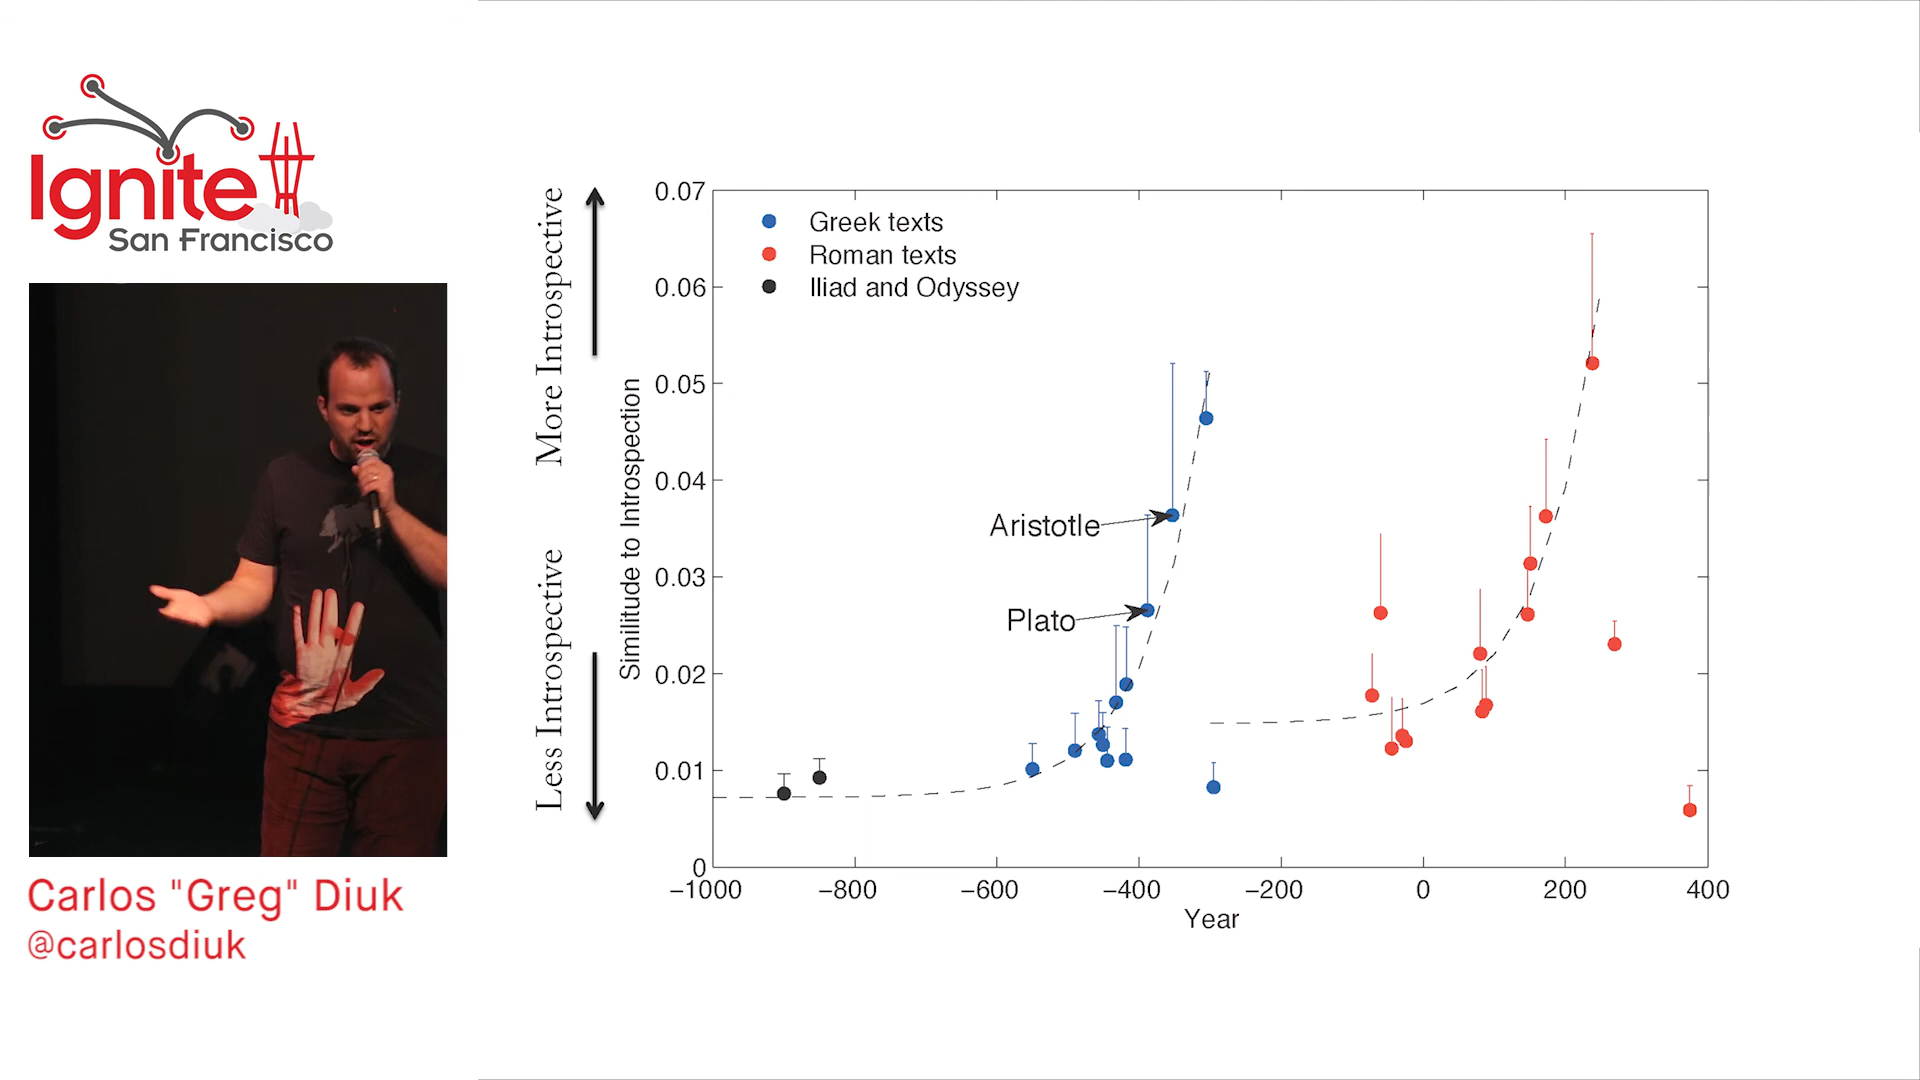 Ignite
San Francisco
Carlos "Greg" Diuk
@carlosdiuk
More Introspective
Less Introspective
Similitude to Introspection
0.07
0.06
0.05
0.04
0.03
0.02
0.01
0
Greek texts
Roman texts
Iliad and Odyssey
Aristotle
Plato
−1000
−800
−600
−400
−200
0
200
400
Year